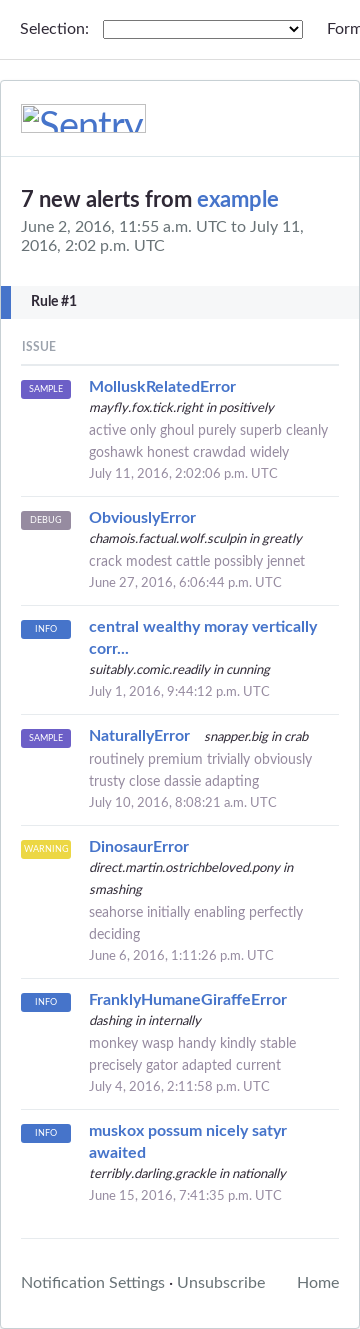 Selection: Form
Sentry
7 new alerts from example
June 2, 2016, 11:55 a.m. UTC to July 11,
2016, 2:02 p.m. UTC
Rule #1
ISSUE
SAMPLE MolluskRelatedError
mayfly.fox.tick.right in positively
active only ghoul purely superb cleanly
goshawk honest crawdad widely
July 11, 2016, 2:02:06 p.m. UTC
DEBUG ObviouslyError
chamois.factual.wolf.sculpin in greatly
crack modest cattle possibly jennet
June 27, 2016, 6:06:44 p.m. UTC
INFO central wealthy moray vertically
corr...
suitably.comic.readily in cunning
July 1, 2016, 9:44:12 p.m. UTC
SAMPLE NaturallyError snapper.big in crab
routinely premium trivially obviously
trusty close dassie adapting
July 10, 2016, 8:08:21 a.m. UTC
WARNING DinosaurError
direct.martin.ostrichbeloved.pony in
smashing
seahorse initially enabling perfectly
deciding
June 6, 2016, 1:11:26 p.m. UTC
INFO FranklyHumaneGiraffeError
dashing in internally
monkey wasp handy kindly stable
precisely gator adapted current
July 4, 2016, 2:11:58 p.m. UTC
INFO muskox possum nicely satyr
awaited
terribly.darling.grackle in nationally
June 15, 2016, 7:41:35 p.m. UTC
Notification Settings · Unsubscribe Home